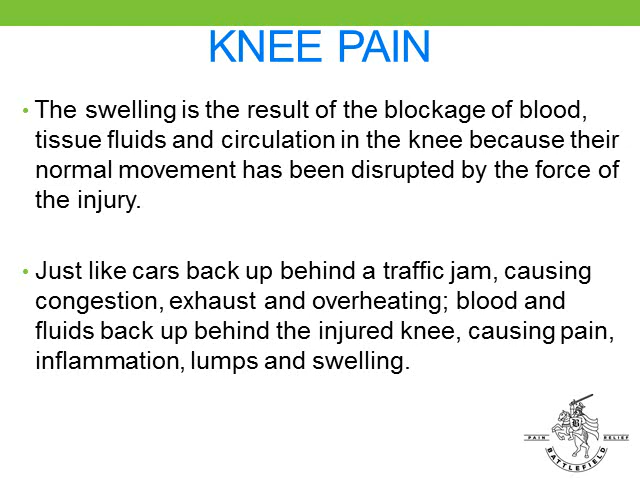 KNEE PAIN
• The swelling is the result of the blockage of blood,
tissue fluids and circulation in the knee because their
normal movement has been disrupted by the force of
the injury.
• Just like cars back up behind a traffic jam, causing
congestion, exhaust and overheating; blood and
fluids back up behind the injured knee, causing pain,
inflammation, lumps and swelling.
B
PAIN RELIEF
BATTLEFIELD